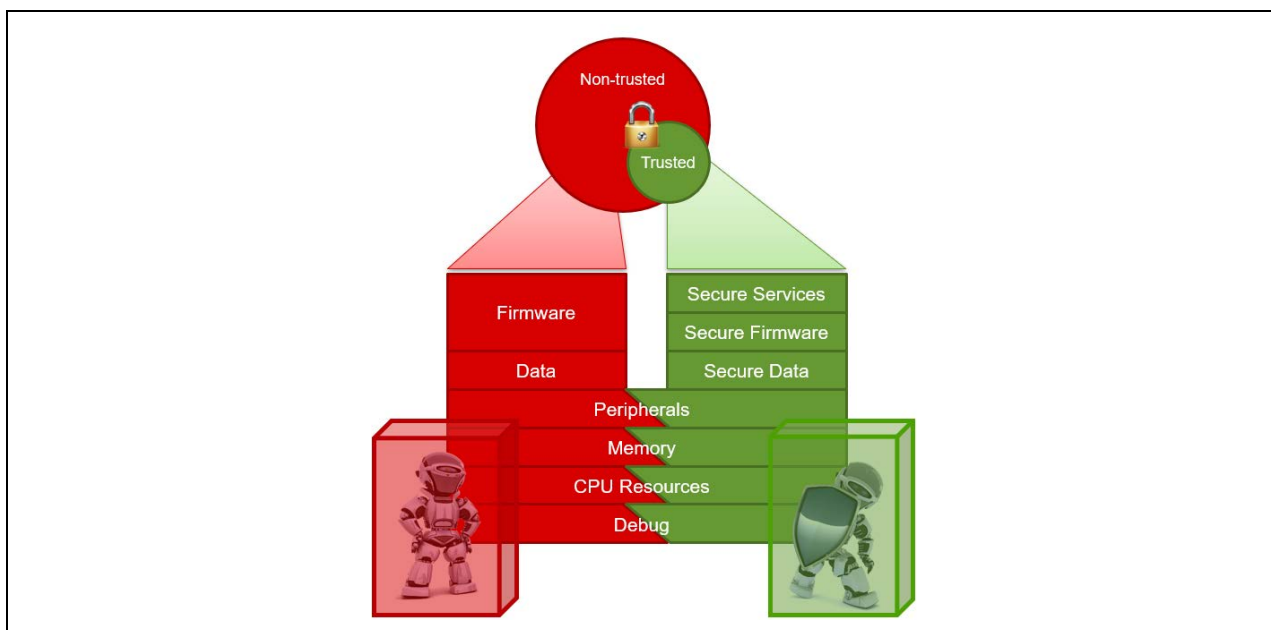 Non-trusted
Trusted
Firmware
Secure Services
Secure Firmware
Data
Secure Data
Peripherals
Memory
CPU Resources
Debug